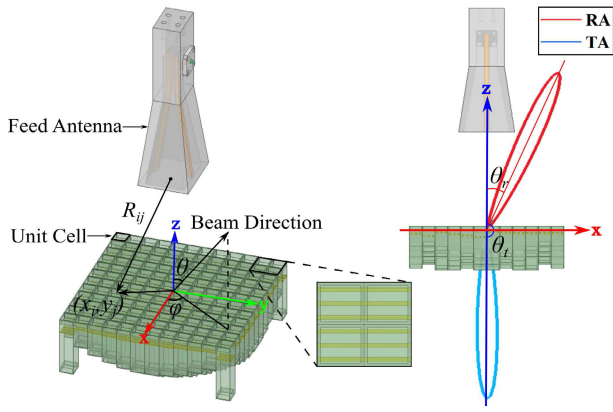 Feed Antenna
R_ij
Unit Cell
z
Beam Direction
θ
(x_i,y_j)
φ
y
x
RA
TA
z
θ_r
x
θ_t